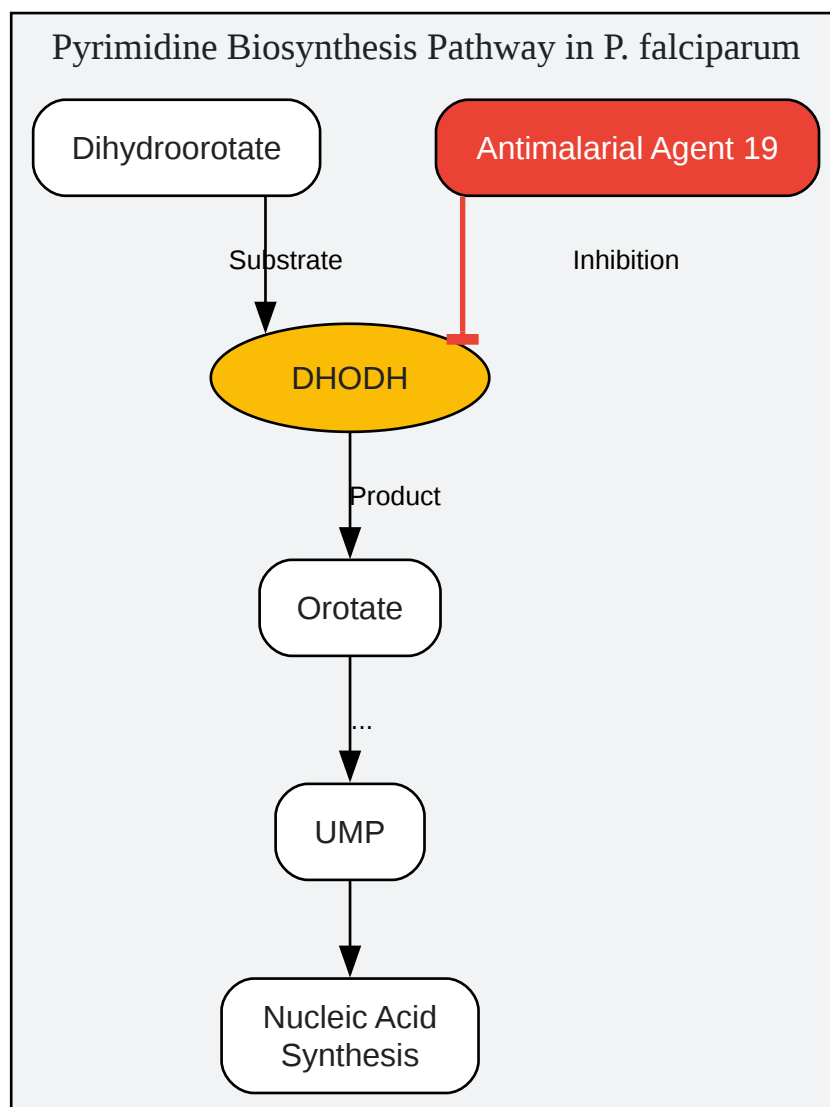 Pyrimidine Biosynthesis Pathway in P. falciparum
Dihydroorotate
Antimalarial Agent 19
Substrate
Inhibition
DHODH
Product
Orotate
...
UMP
Nucleic Acid
Synthesis